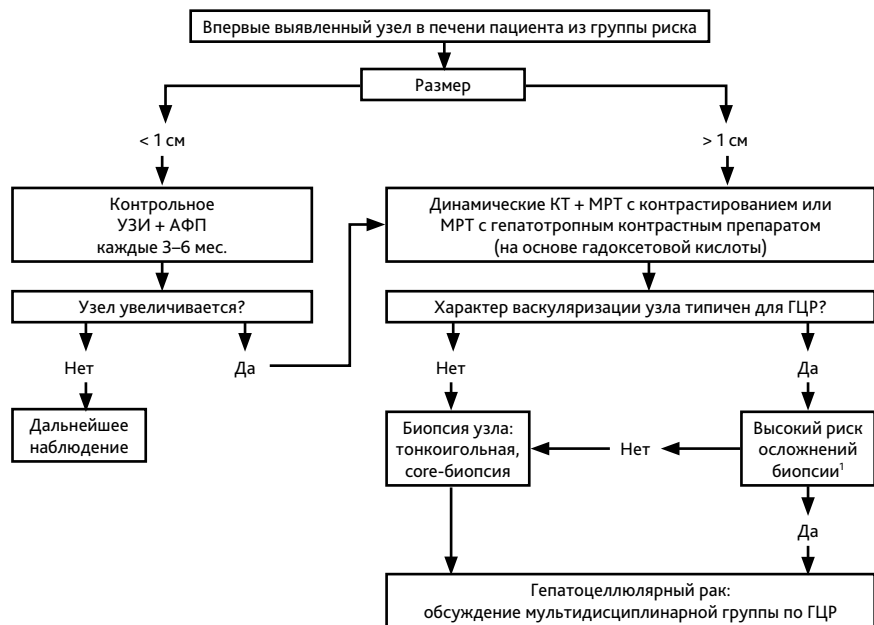 Впервые выявленный узел в печени пациента из группы риска
Размер
< 1 см
> 1 см
Контрольное
УЗИ + АФП
каждые 3–6 мес.
Динамические КТ + МРТ с контрастированием или
МРТ с гепатотропным контрастным препаратом
(на основе гадоксетовой кислоты)
Узел увеличивается?
Характер васкуляризации узла типичен для ГЦР?
Нет
Да
Нет
Да
Дальнейшее
наблюдение
Биопсия узла:
тонкоигольная,
core-биопсия
Нет
Высокий риск
осложнений
биопсии¹
Да
Гепатоцеллюлярный рак:
обсуждение мультидисциплинарной группы по ГЦР